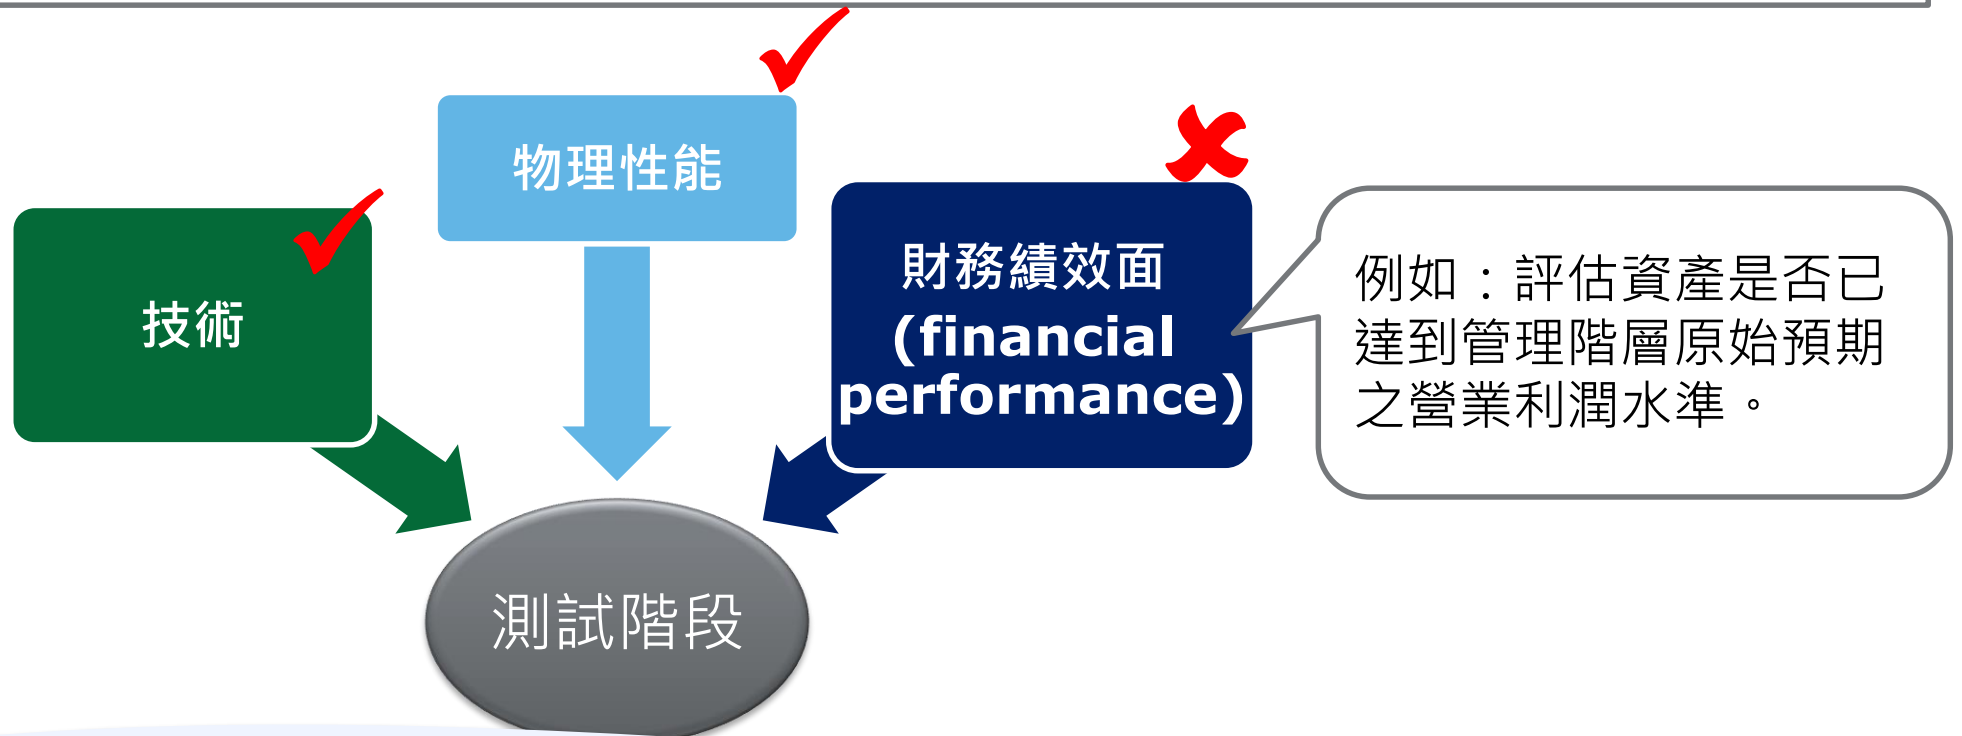 物理性能
技術
財務績效面
(financial
performance)
例如：評估資產是否已
達到管理階層原始預期
之營業利潤水準。
測試階段